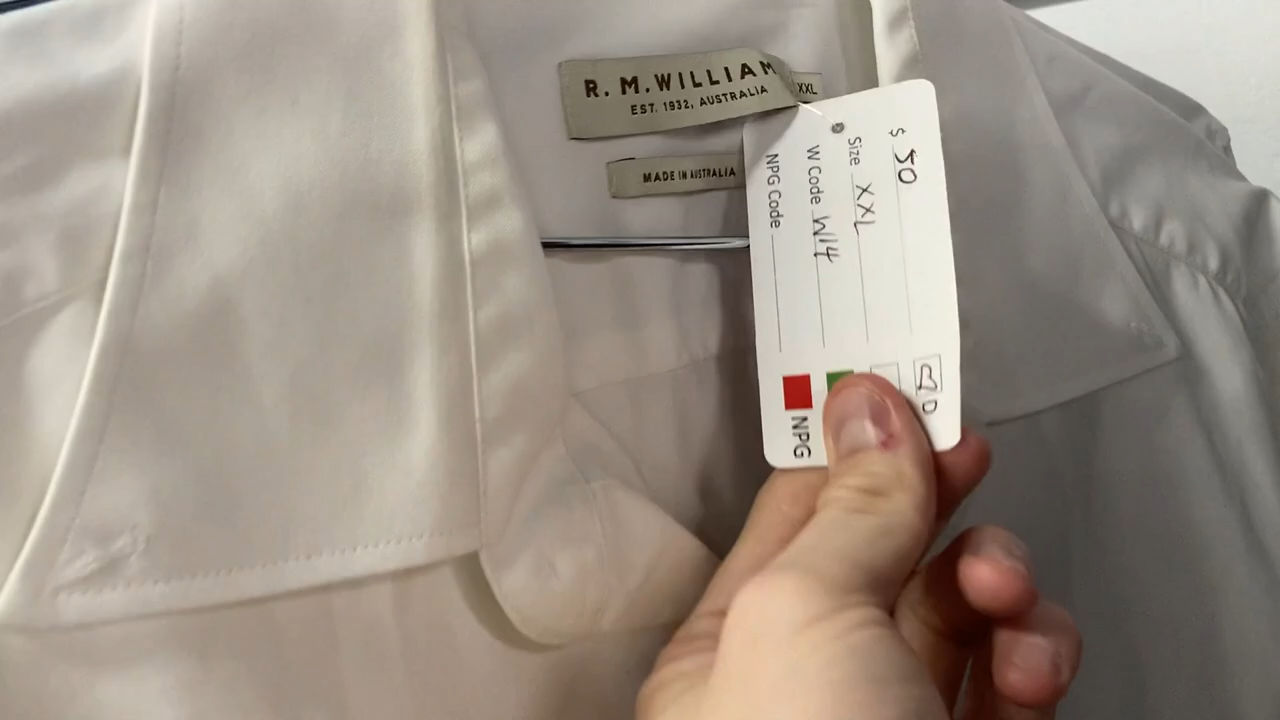 R. M. WILLIAM
EST. 1932, AUSTRALIA
XXL
MADE IN AUSTRALIA
$ 50
Size XXL
W Code W14
NPG Code
D
NPG